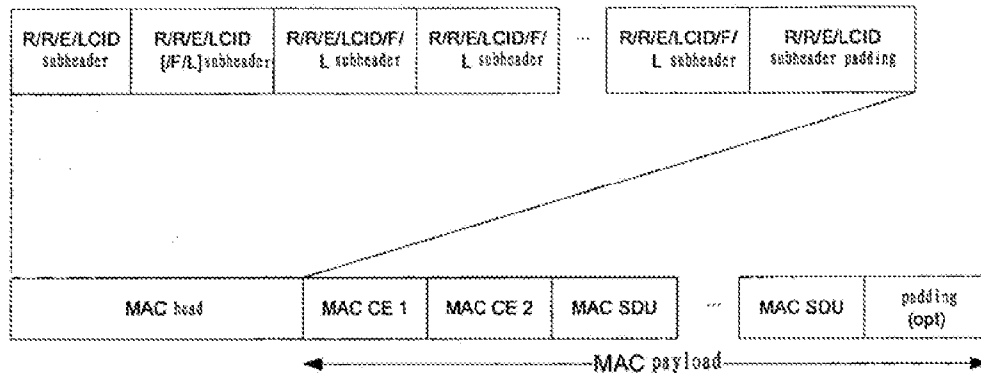 R/R/E/LCID
subheader
R/R/E/LCID
[/F/L]subheader
R/R/E/LCID/F/
L subheader
R/R/E/LCID/F/
L subheader
...
R/R/E/LCID/F/
L subheader
R/R/E/LCID
subheader padding
MAC head
MAC CE 1
MAC CE 2
MAC SDU
...
MAC SDU
padding
(opt)
MAC payload